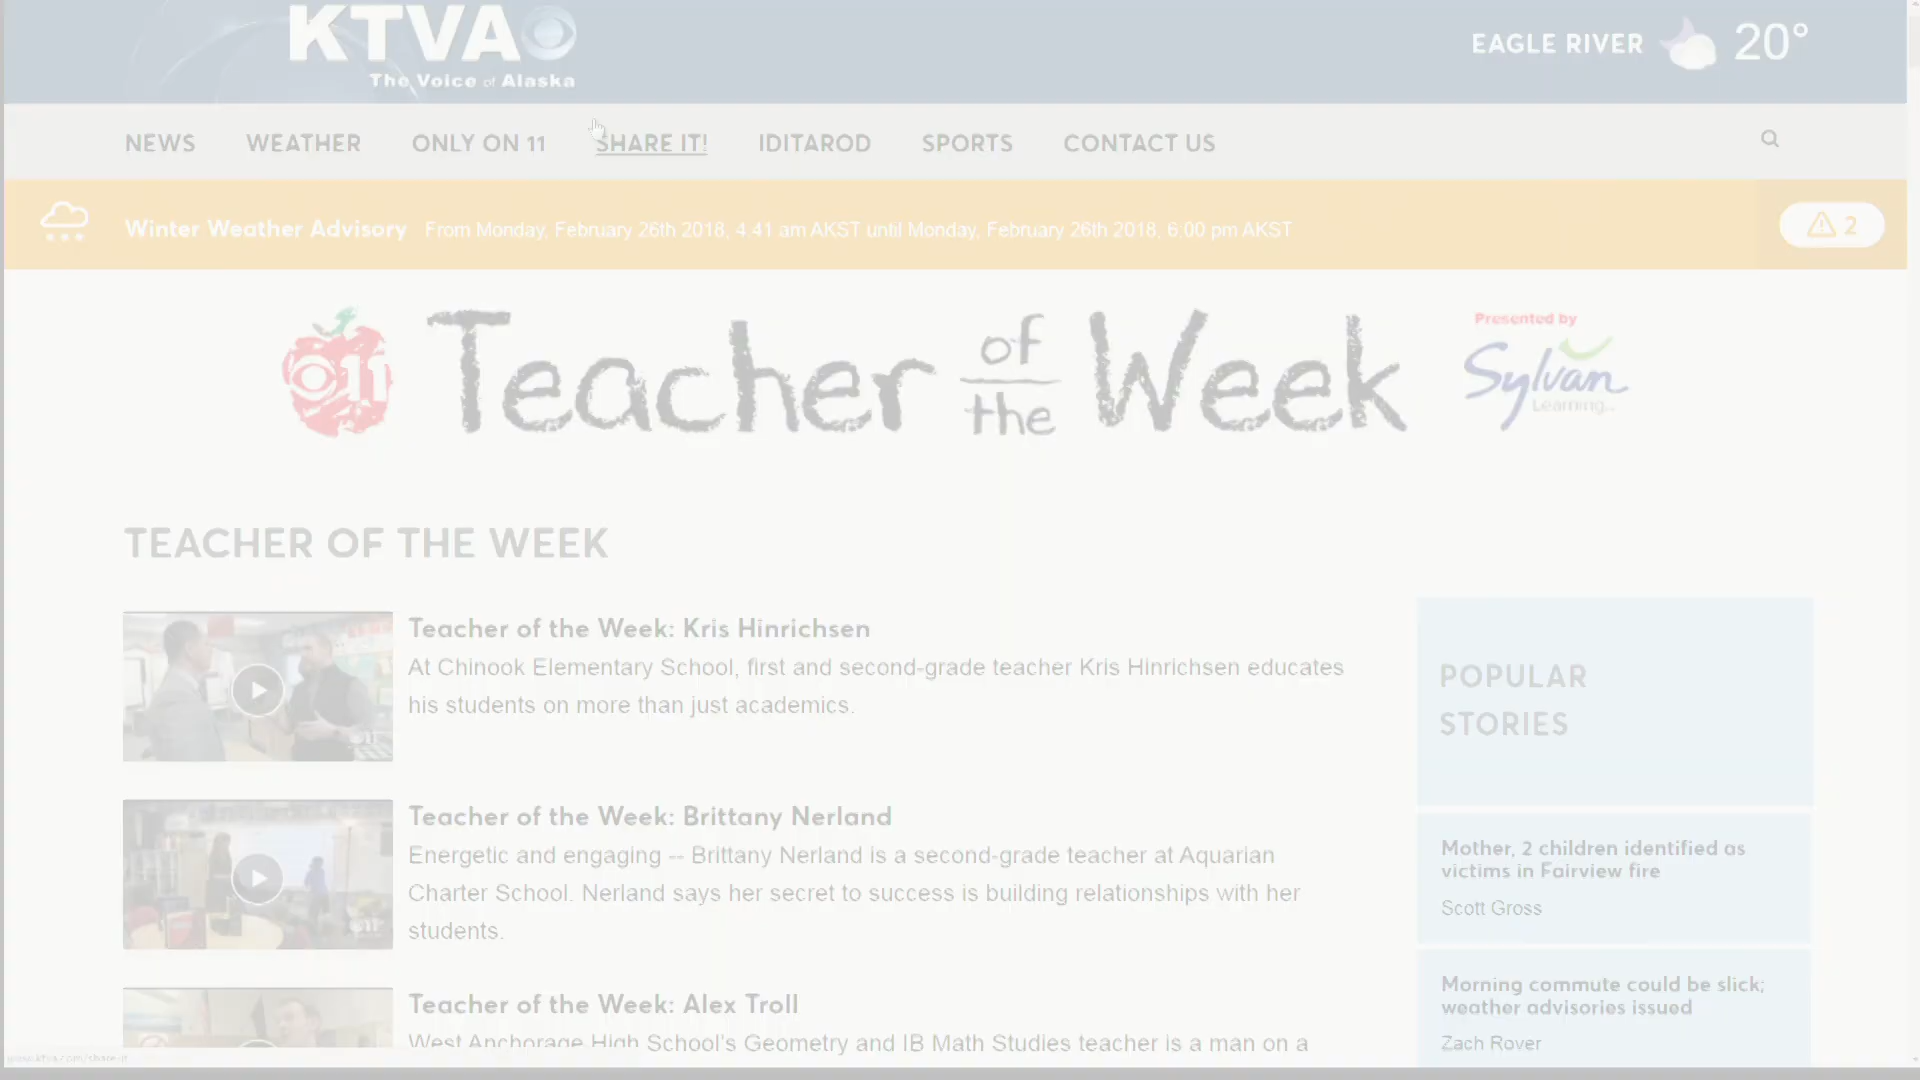 KTVA
The Voice of Alaska
EAGLE RIVER 20°
NEWS WEATHER ONLY ON 11 SHARE IT! IDITAROD SPORTS CONTACT US
Winter Weather Advisory From Monday, February 26th 2018, 4:41 am AKST until Monday, February 26th 2018, 6:00 pm AKST
2
11 Teacher of the Week
Presented by
Sylvan
Learning
TEACHER OF THE WEEK
Teacher of the Week: Kris Hinrichsen
At Chinook Elementary School, first and second-grade teacher Kris Hinrichsen educates
his students on more than just academics.
Teacher of the Week: Brittany Nerland
Energetic and engaging -- Brittany Nerland is a second-grade teacher at Aquarian
Charter School. Nerland says her secret to success is building relationships with her
students.
Teacher of the Week: Alex Troll
West Anchorage High School's Geometry and IB Math Studies teacher is a man on a
POPULAR
STORIES
Mother, 2 children identified as
victims in Fairview fire
Scott Gross
Morning commute could be slick;
weather advisories issued
Zach Rover
www.ktva.com/share-it